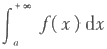 ∫_a^{+∞} f(x) dx